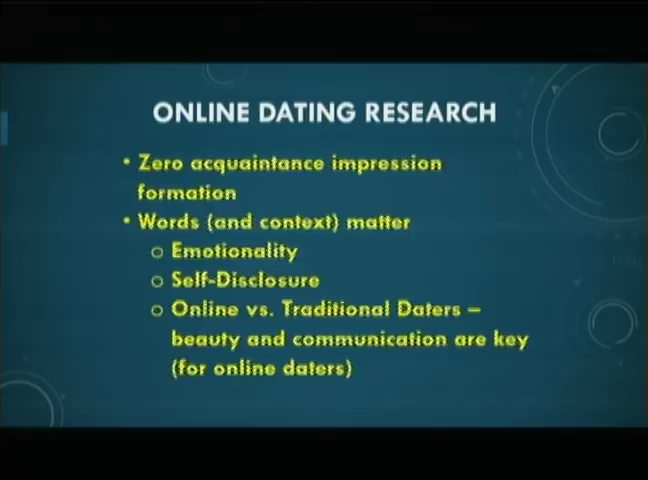 ONLINE DATING RESEARCH
• Zero acquaintance impression
formation
• Words (and context) matter
o Emotionality
o Self-Disclosure
o Online vs. Traditional Daters –
beauty and communication are key
(for online daters)